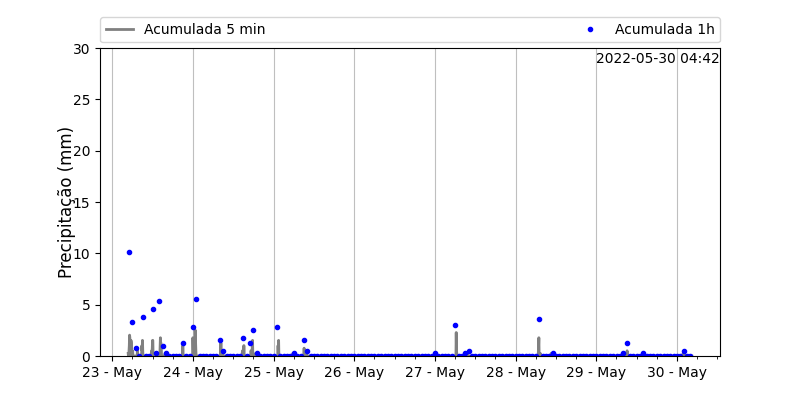 Acumulada 5 min
Acumulada 1h
2022-05-30 04:42
Precipitação (mm)
30
25
20
15
10
5
0
23 - May
24 - May
25 - May
26 - May
27 - May
28 - May
29 - May
30 - May